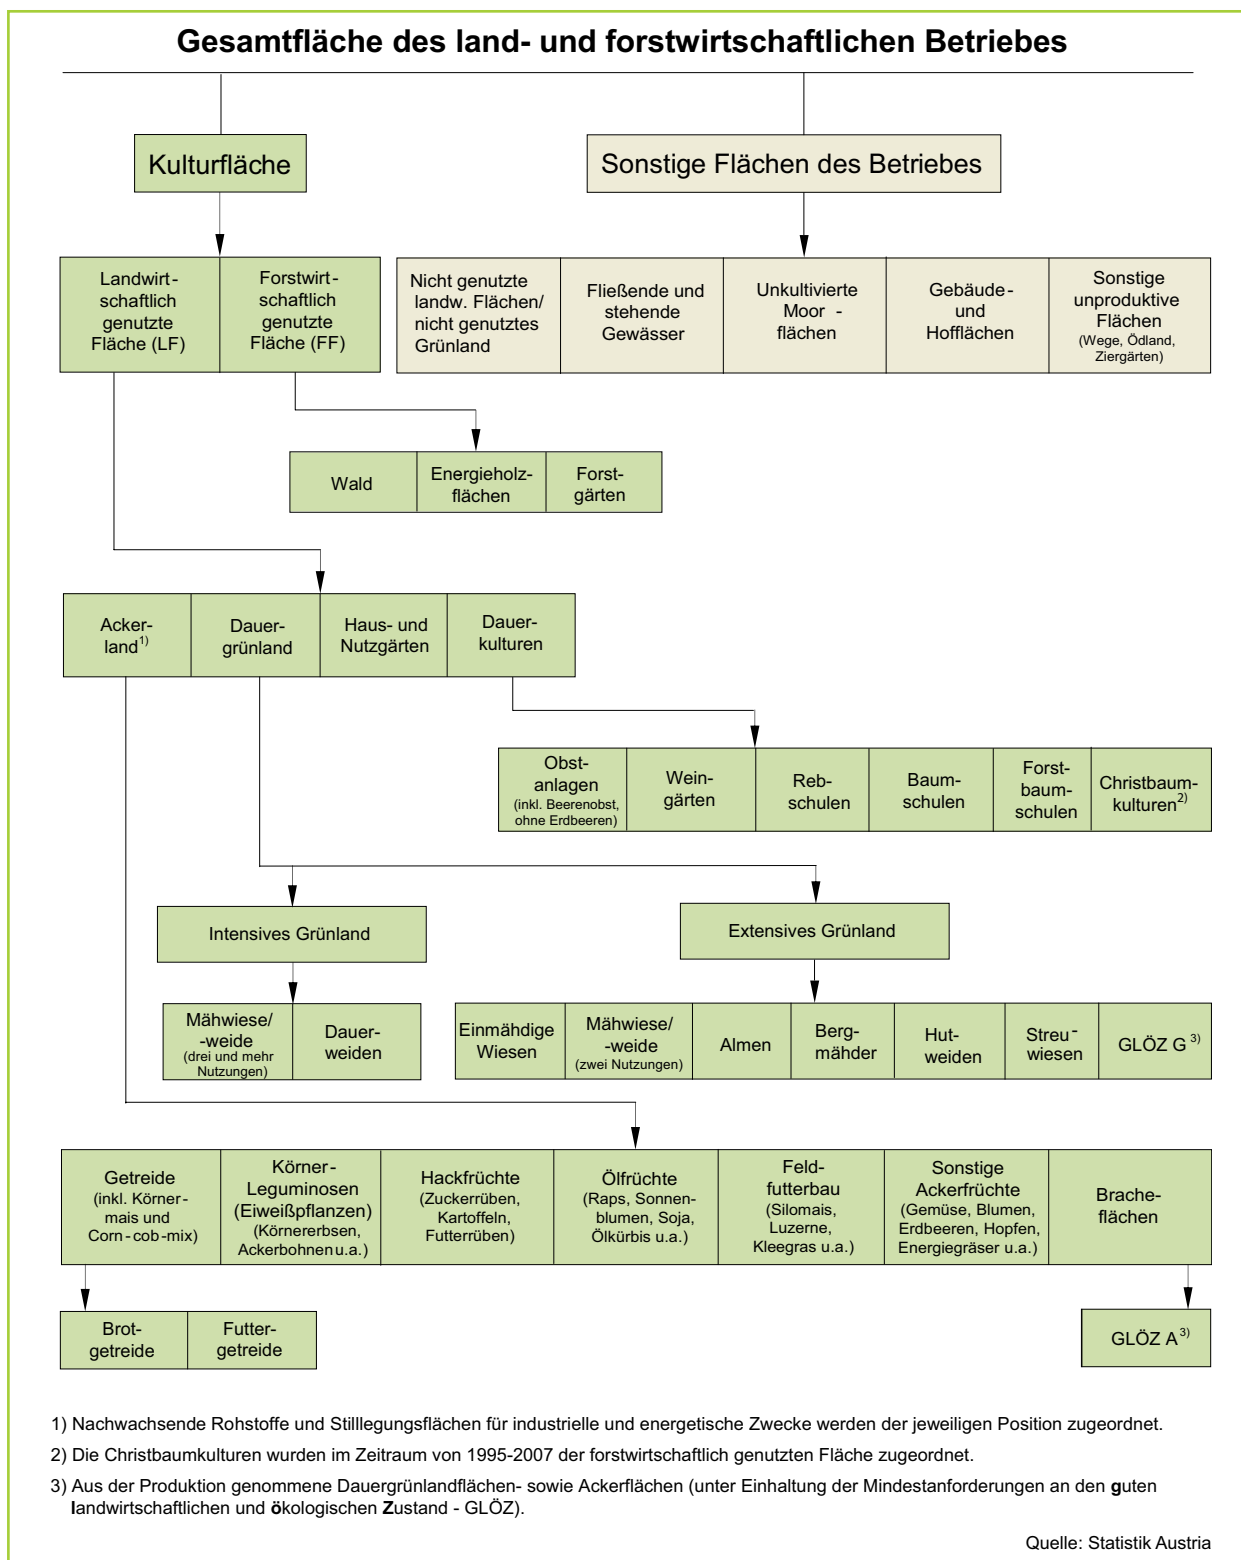 Gesamtfläche des land- und forstwirtschaftlichen Betriebes
Kulturfläche
Sonstige Flächen des Betriebes
Landwirt-
schaftlich
genutzte
Fläche (LF)
Forstwirt-
schaftlich
genutzte
Fläche (FF)
Nicht genutzte
landw. Flächen/
nicht genutztes
Grünland
Fließende und
stehende
Gewässer
Unkultivierte
Moor -
flächen
Gebäude-
und
Hofflächen
Sonstige
unproduktive
Flächen
(Wege, Ödland,
Ziergärten)
Wald
Energieholz-
flächen
Forst-
gärten
Acker-
land1)
Dauer-
grünland
Haus- und
Nutzgärten
Dauer-
kulturen
Obst-
anlagen
(inkl. Beerenobst,
ohne Erdbeeren)
Wein-
gärten
Reb-
schulen
Baum-
schulen
Forst-
baum-
schulen
Christbaum-
kulturen2)
Intensives Grünland
Extensives Grünland
Mähwiese/
-weide
(drei und mehr
Nutzungen)
Dauer-
weiden
Einmähdige
Wiesen
Mähwiese/
-weide
(zwei Nutzungen)
Almen
Berg-
mähder
Hut-
weiden
Streu-
wiesen
GLÖZ G 3)
Getreide
(inkl. Körner-
mais und
Corn-cob-mix)
Körner-
Leguminosen
(Eiweißpflanzen)
(Körnererbsen,
Ackerbohnen u.a.)
Hackfrüchte
(Zuckerrüben,
Kartoffeln,
Futterrüben)
Ölfrüchte
(Raps, Sonnen-
blumen, Soja,
Ölkürbis u.a.)
Feld-
futterbau
(Silomais,
Luzerne,
Kleegras u.a.)
Sonstige
Ackerfrüchte
(Gemüse, Blumen,
Erdbeeren, Hopfen,
Energiegräser u.a.)
Brache-
flächen
Brot-
getreide
Futter-
getreide
GLÖZ A 3)
1) Nachwachsende Rohstoffe und Stilllegungsflächen für industrielle und energetische Zwecke werden der jeweiligen Position zugeordnet.
2) Die Christbaumkulturen wurden im Zeitraum von 1995-2007 der forstwirtschaftlich genutzten Fläche zugeordnet.
3) Aus der Produktion genommene Dauergrünlandflächen- sowie Ackerflächen (unter Einhaltung der Mindestanforderungen an den guten
landwirtschaftlichen und ökologischen Zustand - GLÖZ).
Quelle: Statistik Austria